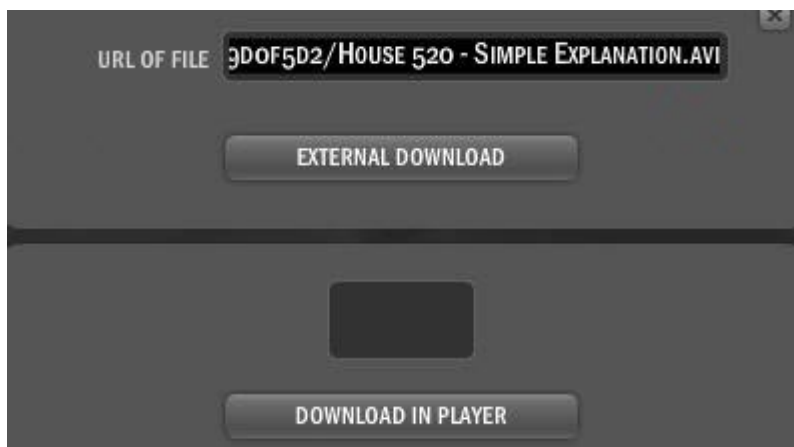 URL OF FILE 9D0F5D2/HOUSE 520 - SIMPLE EXPLANATION.AVI
EXTERNAL DOWNLOAD
DOWNLOAD IN PLAYER